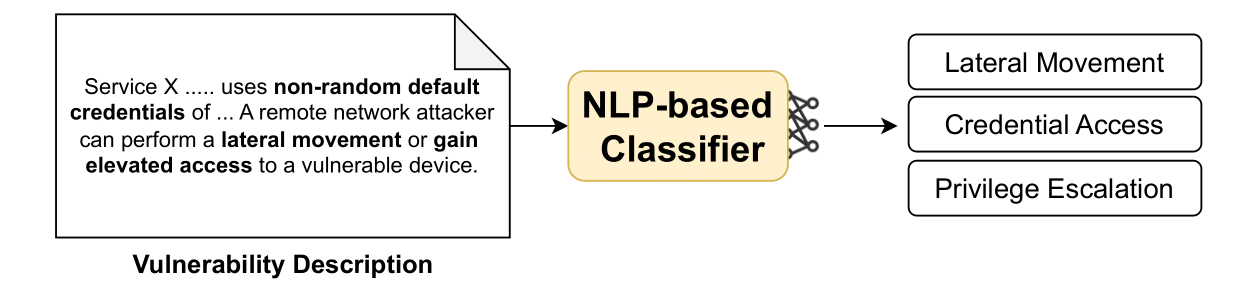 Service X ..... uses non-random default
credentials of ... A remote network attacker
can perform a lateral movement or gain
elevated access to a vulnerable device.
Vulnerability Description
NLP-based
Classifier
Lateral Movement
Credential Access
Privilege Escalation